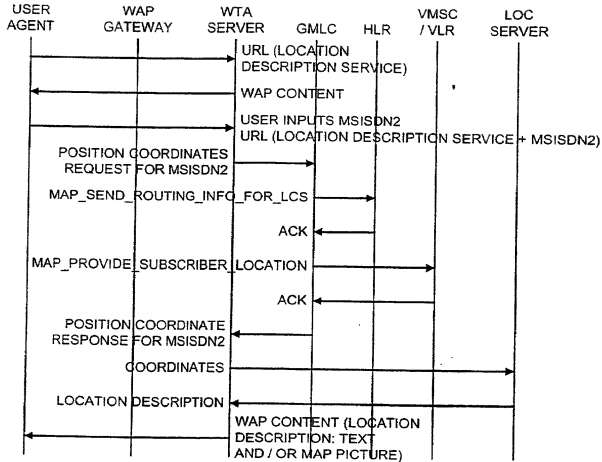 USER AGENT
WAP GATEWAY
WTA SERVER
GMLC
HLR
VMSC / VLR
LOC SERVER
URL (LOCATION
DESCRIPTION SERVICE)
WAP CONTENT
USER INPUTS MSISDN2
URL (LOCATION DESCRIPTION SERVICE + MSISDN2)
POSITION COORDINATES
REQUEST FOR MSISDN2
MAP_SEND_ROUTING_INFO_FOR_LCS
ACK
MAP_PROVIDE_SUBSCRIBER_LOCATION
ACK
POSITION COORDINATE
RESPONSE FOR MSISDN2
COORDINATES
LOCATION DESCRIPTION
WAP CONTENT (LOCATION
DESCRIPTION: TEXT
AND / OR MAP PICTURE)